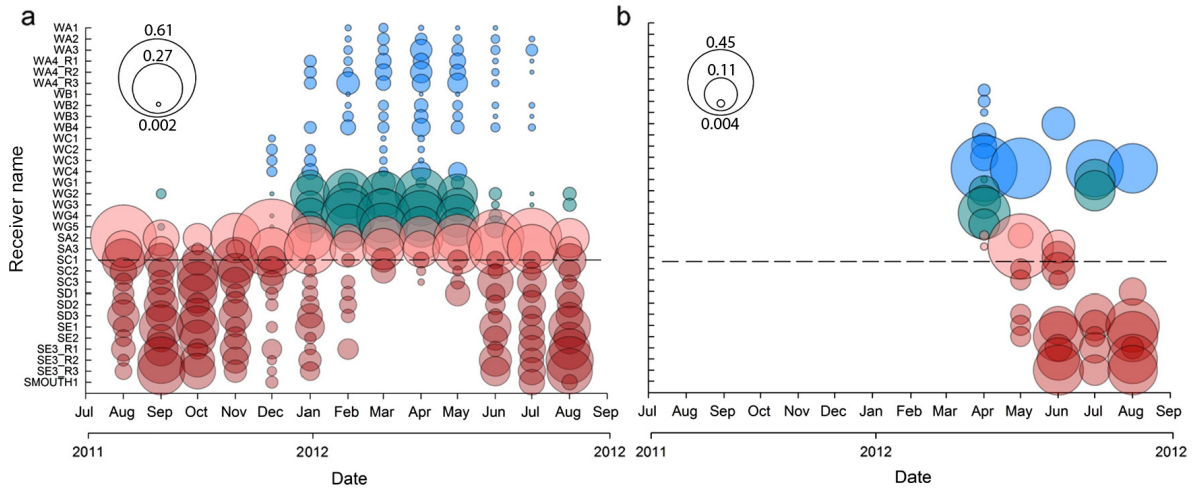 a
0.61
0.27
0.002
Receiver name
WA1
WA2
WA3
WA4_R1
WA4_R2
WA4_R3
WB1
WB2
WB3
WB4
WC1
WC2
WC3
WC4
WG1
WG2
WG3
WG4
WG5
SA2
SA3
SC1
SC2
SC3
SD1
SD2
SD3
SE1
SE2
SE3_R1
SE3_R2
SE3_R3
SMOUTH1
Jul Aug Sep Oct Nov Dec Jan Feb Mar Apr May Jun Jul Aug Sep
2011 2012 2012
Date
b
0.45
0.11
0.004
Jul Aug Sep Oct Nov Dec Jan Feb Mar Apr May Jun Jul Aug Sep
2011 2012 2012
Date